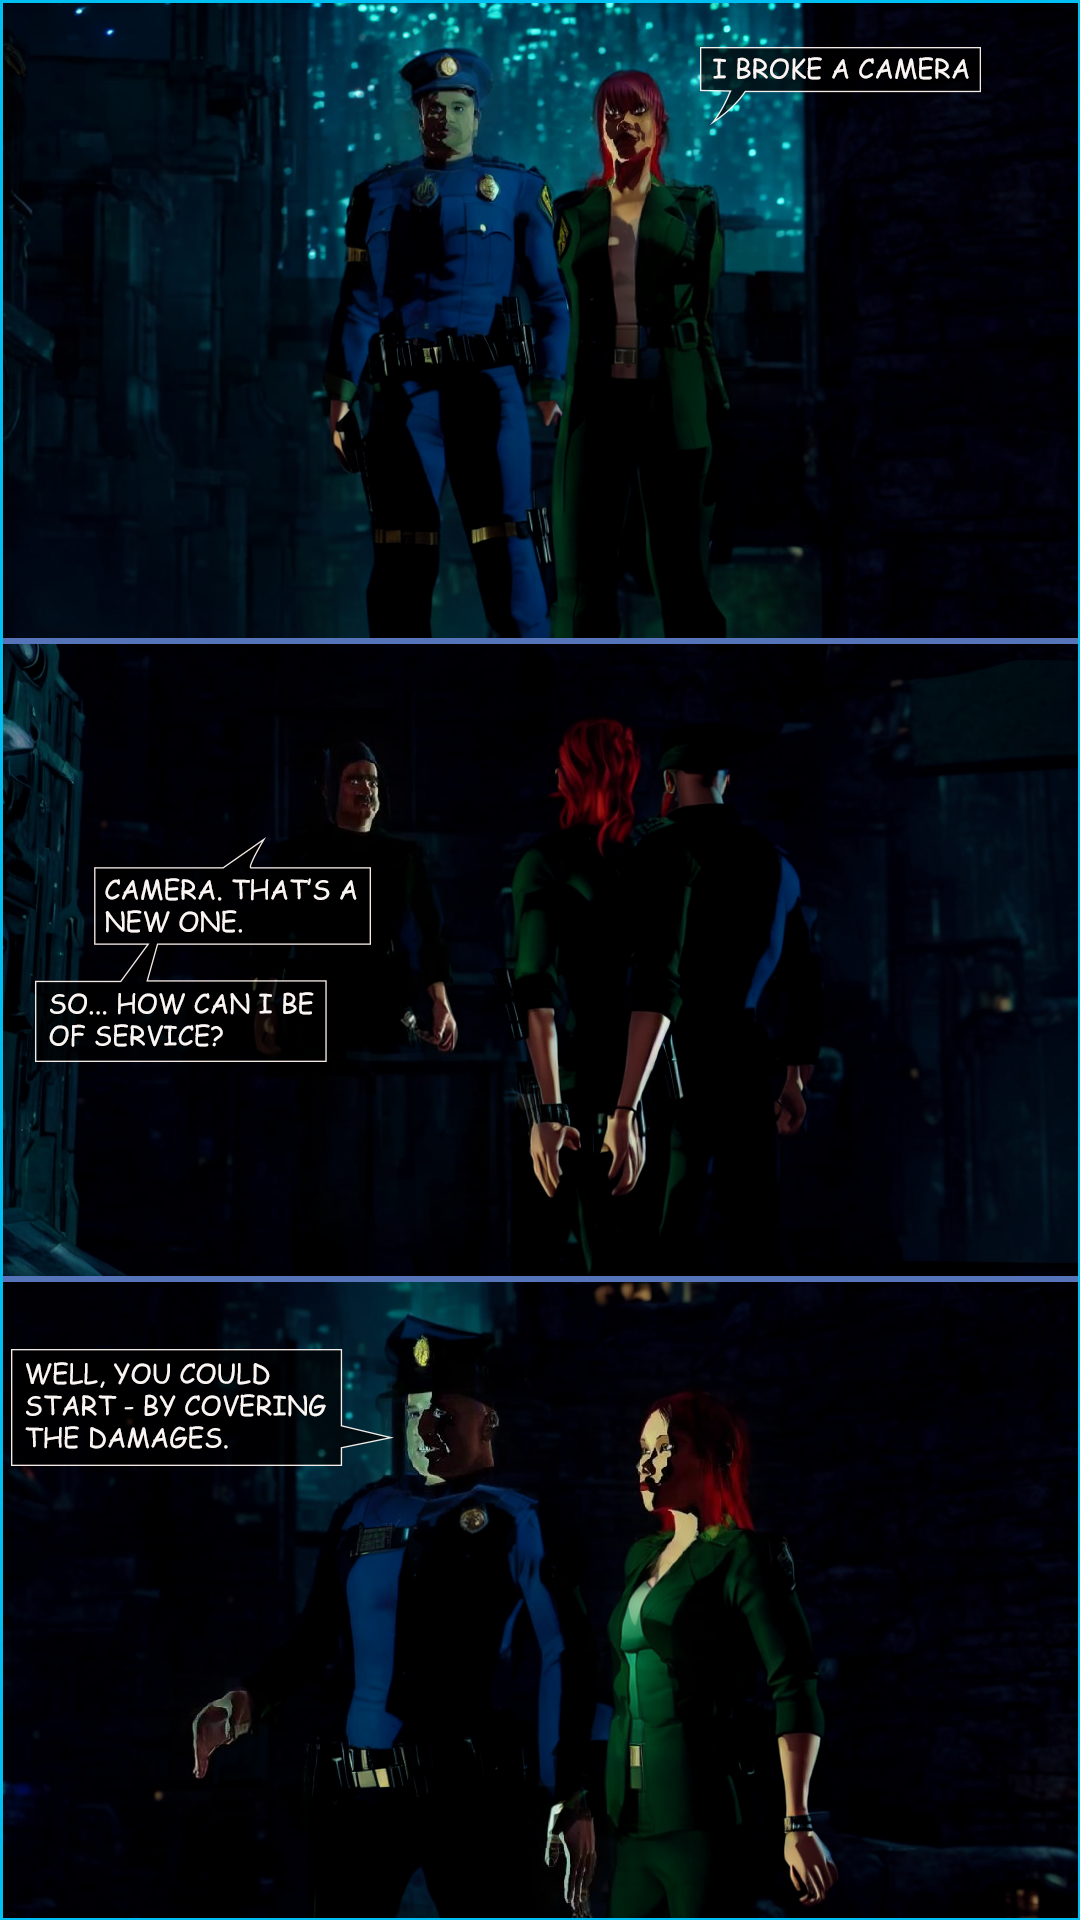 I BROKE A CAMERA
CAMERA. THAT'S A
NEW ONE.
SO... HOW CAN I BE
OF SERVICE?
WELL, YOU COULD
START - BY COVERING
THE DAMAGES.